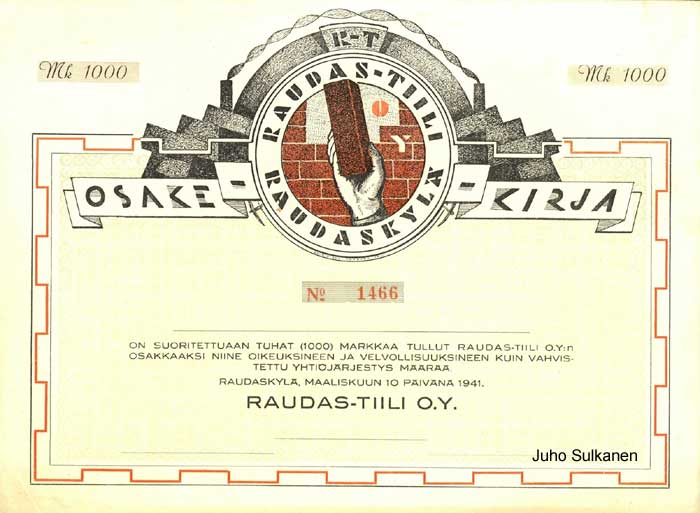 R-T
Mk 1000
Mk 1000
RAUDAS-TIILI
RAUDASKYLÄ
OSAKE - - KIRJA
No 1466
ON SUORITETTUAAN TUHAT (1000) MARKKAA TULLUT RAUDAS-TIILI O.Y:n
OSAKKAAKSI NIINE OIKEUKSINEEN JA VELVOLLISUUKSINEEN KUIN VAHVIS-
TETTU YHTIÖJÄRJESTYS MÄÄRÄÄ.
RAUDASKYLÄ, MAALISKUUN 10 PÄIVÄNÄ 1941.
RAUDAS-TIILI O.Y.
Juho Sulkanen